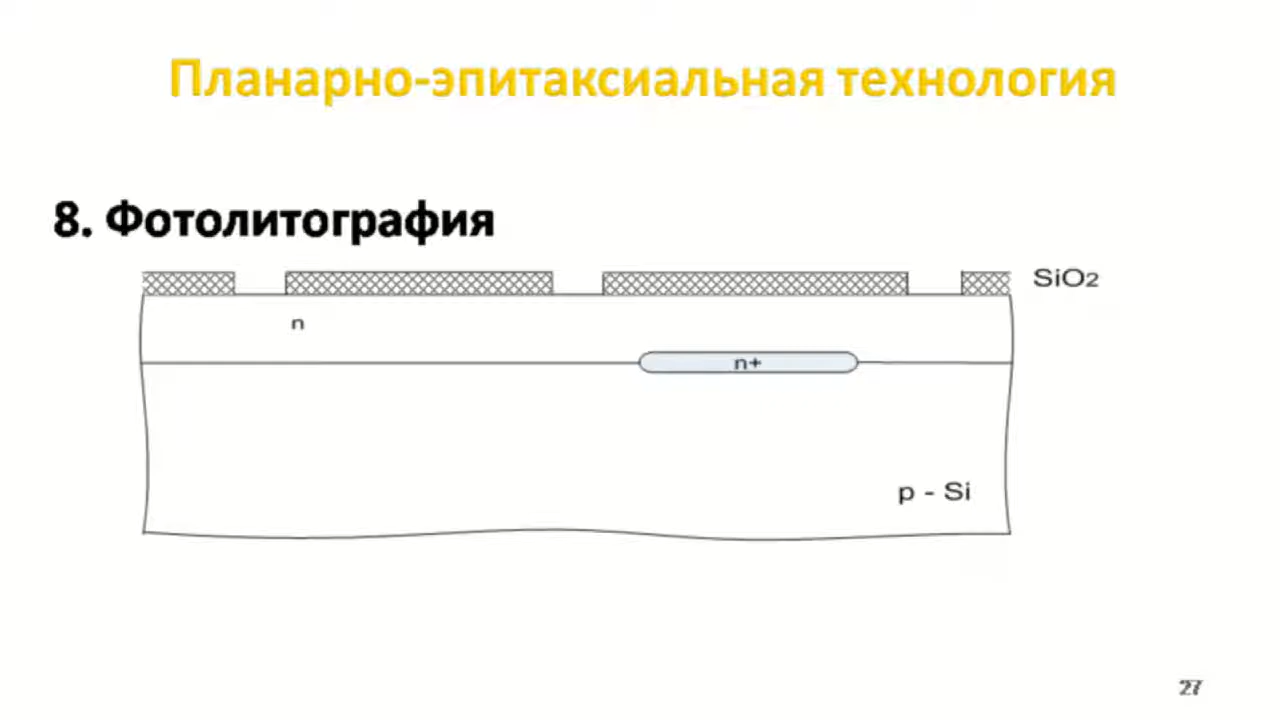 Планарно-эпитаксиальная технология
8. Фотолитография
SiO2
n
n+
p - Si
27